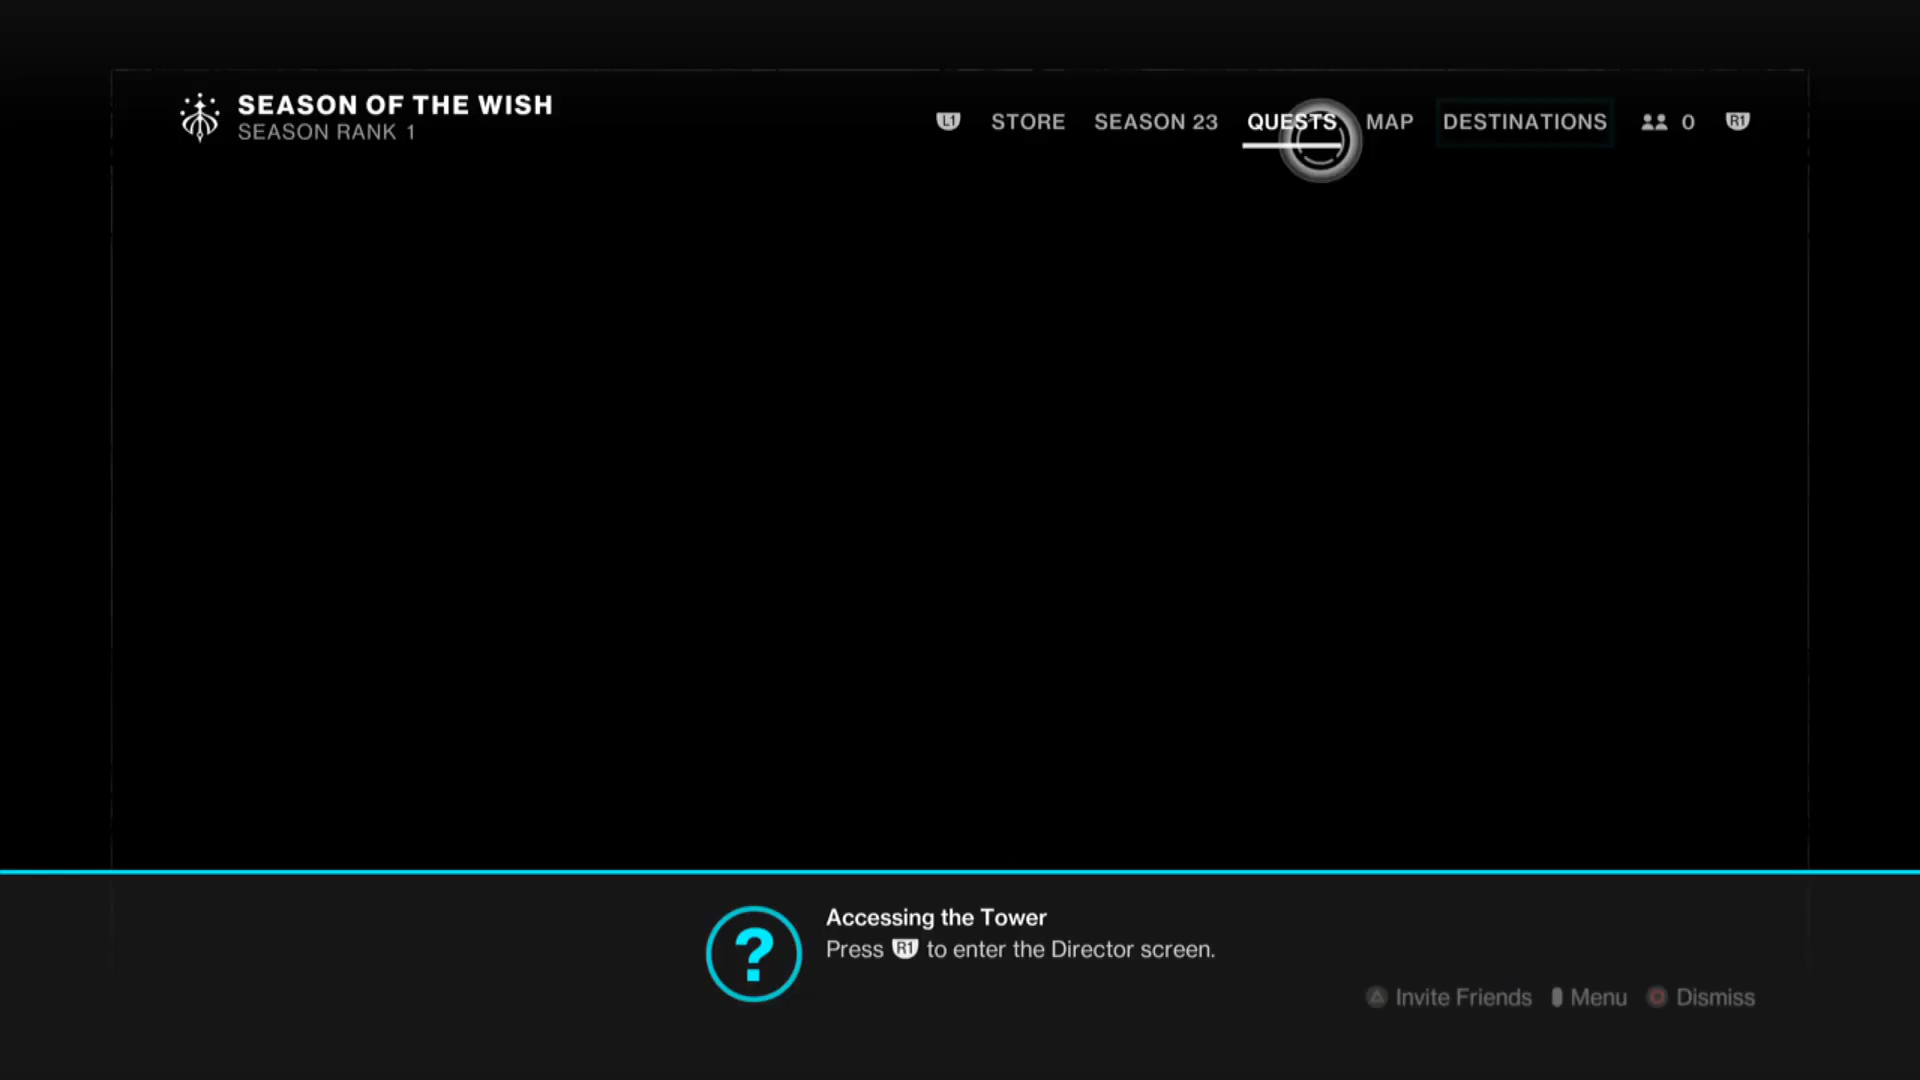 SEASON OF THE WISH
SEASON RANK 1
L1 STORE SEASON 23 QUESTS MAP DESTINATIONS 0 R1
Accessing the Tower
Press R1 to enter the Director screen.
Invite Friends Menu Dismiss